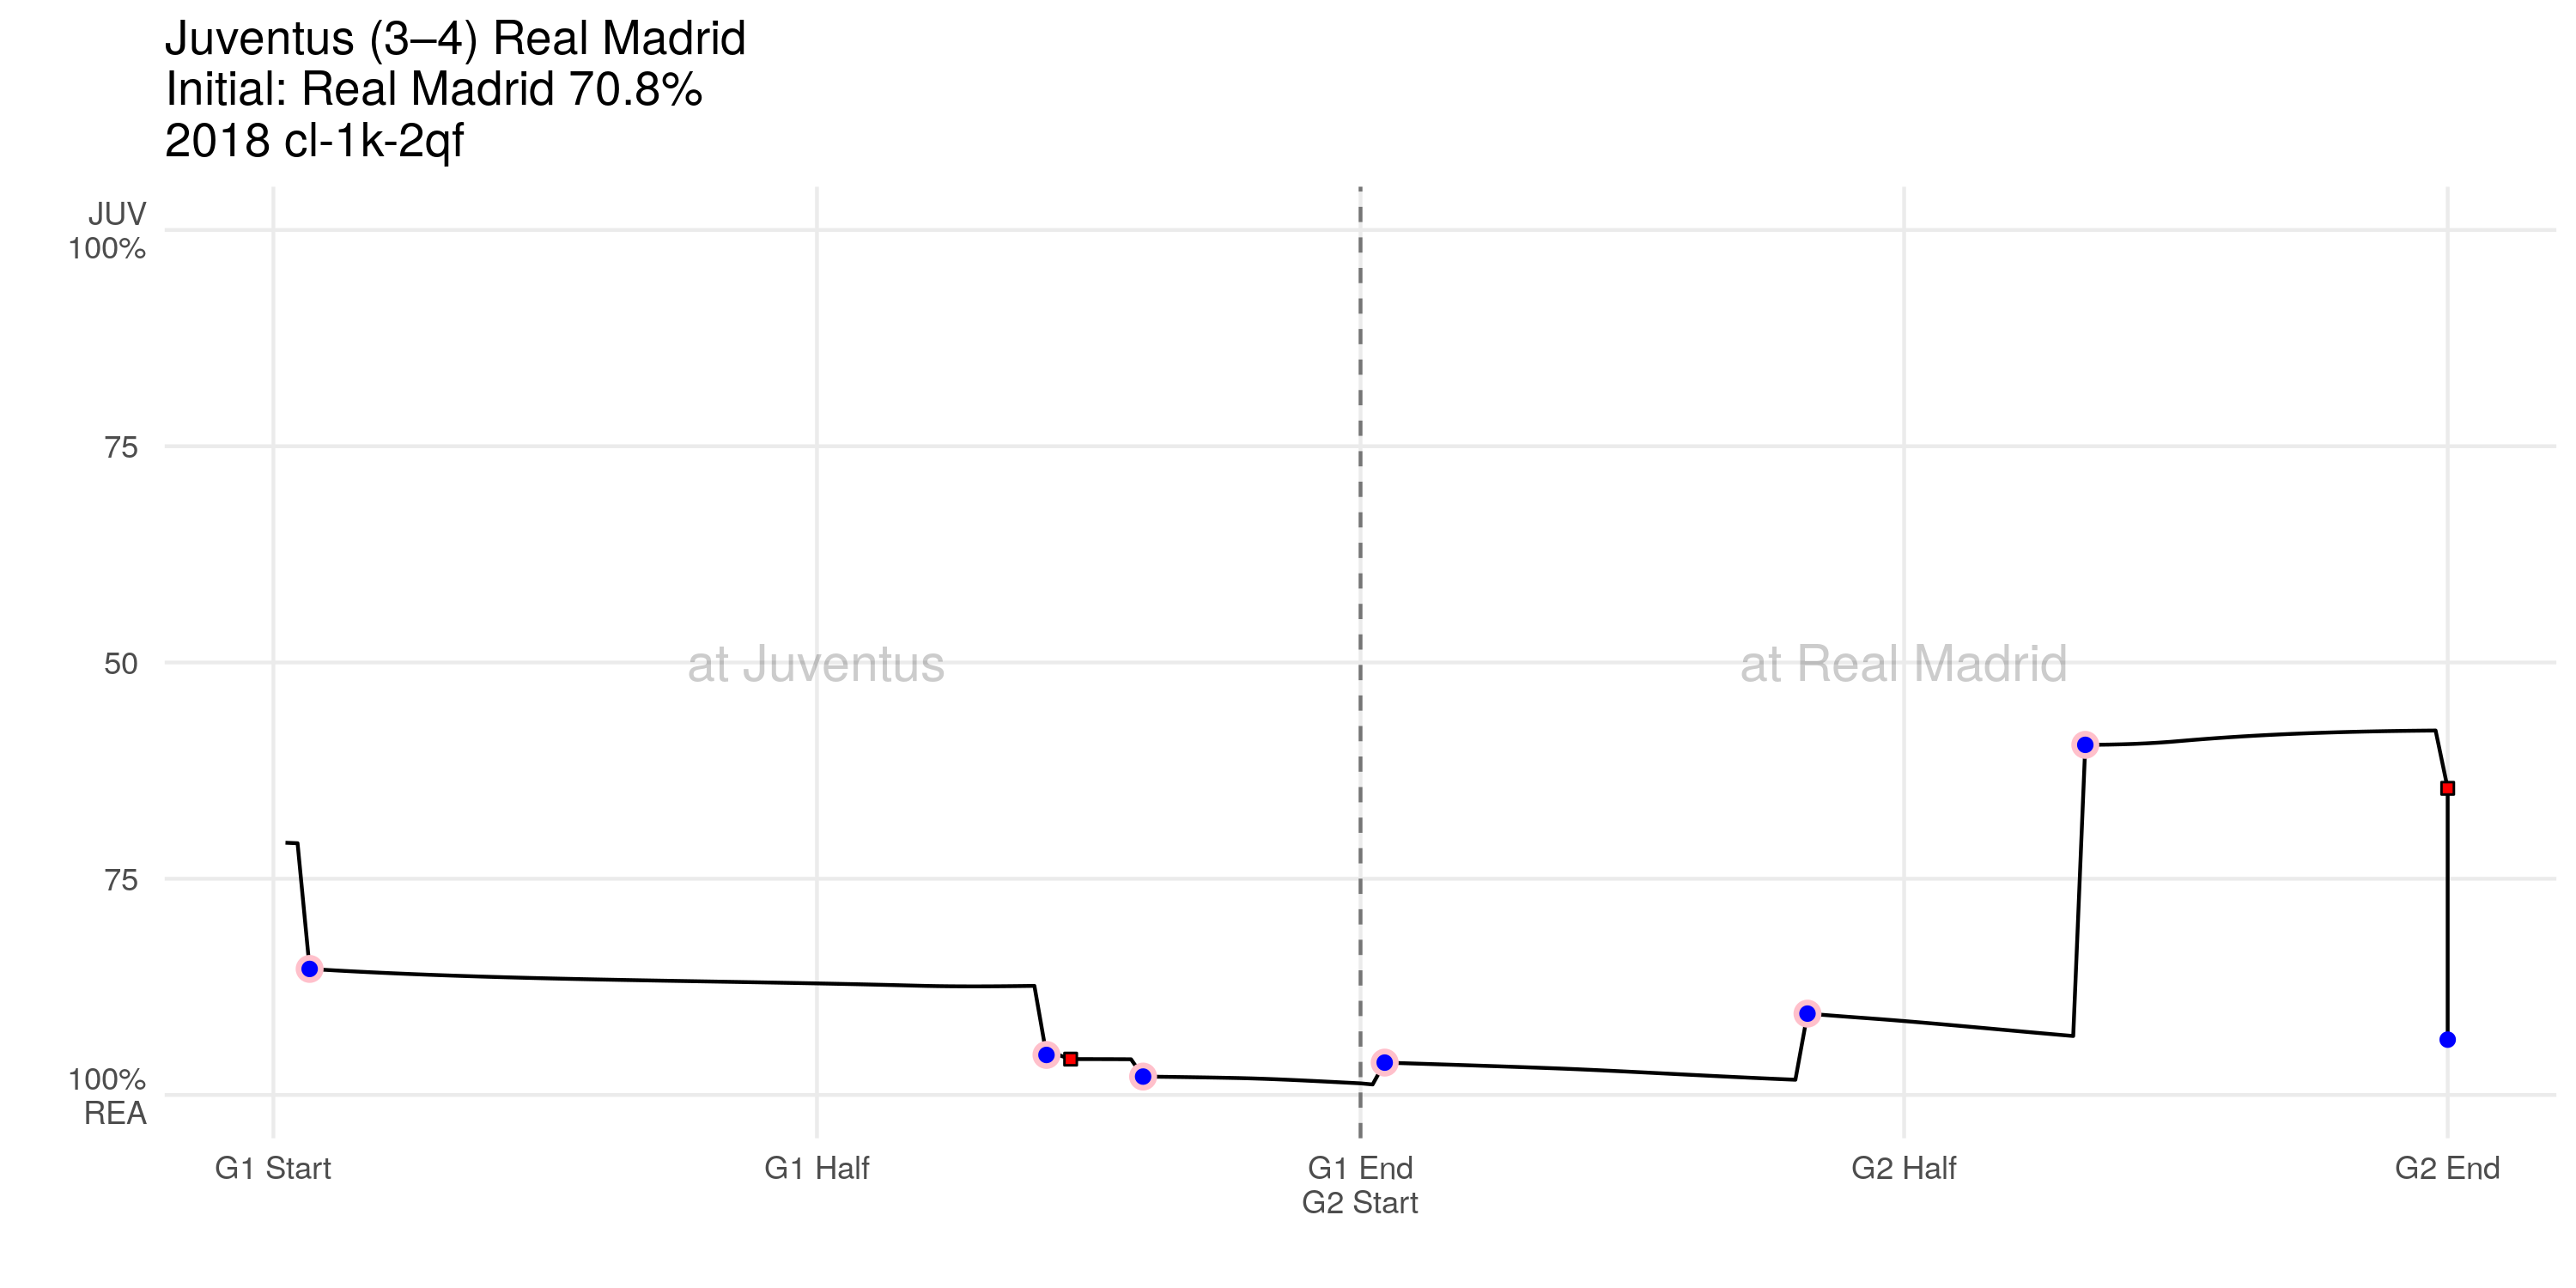 Juventus (3–4) Real Madrid
Initial: Real Madrid 70.8%
2018 cl-1k-2qf
JUV
100%
75
50
75
100%
REA
at Juventus
at Real Madrid
G1 Start
G1 Half
G1 End
G2 Start
G2 Half
G2 End